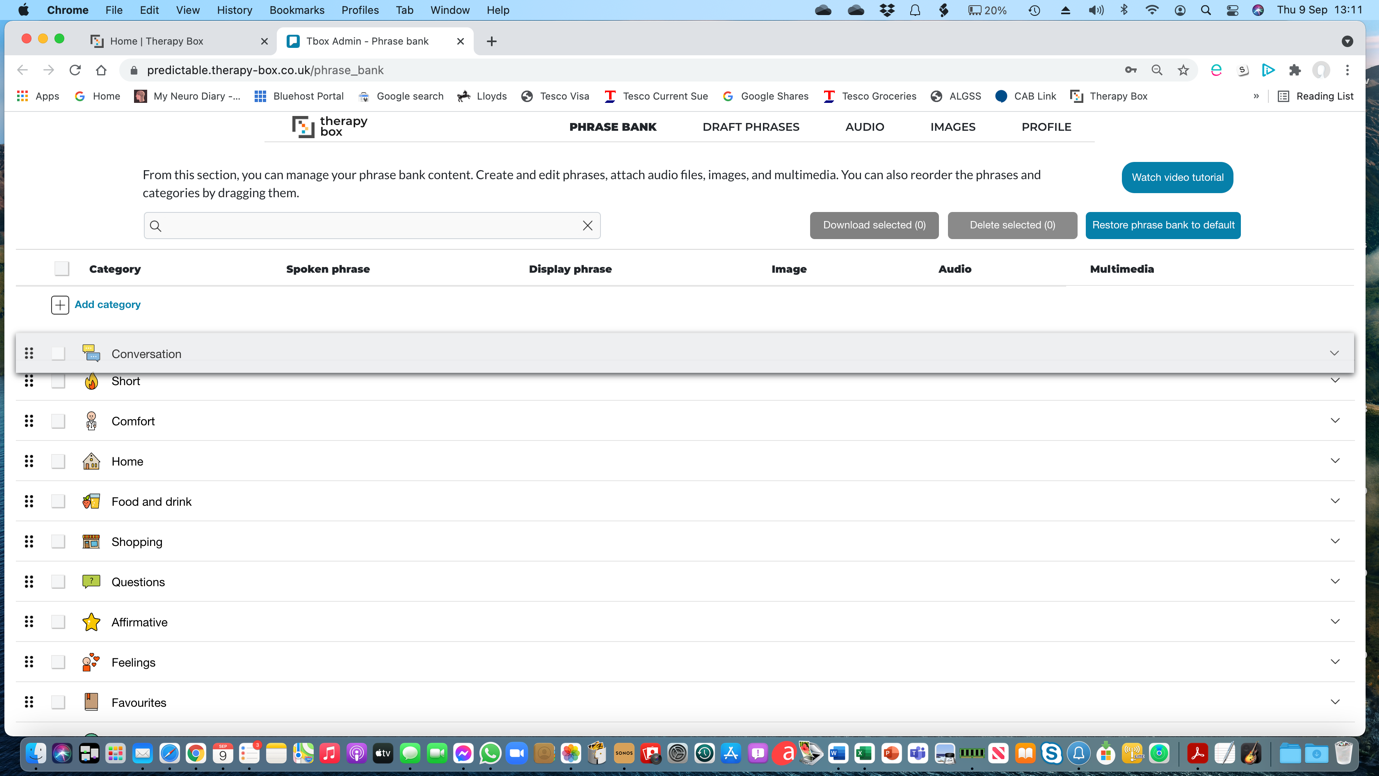 Chrome File Edit View History Bookmarks Profiles Tab Window Help 20% Thu 9 Sep 13:11
Home | Therapy Box Tbox Admin - Phrase bank
predictable.therapy-box.co.uk/phrase_bank
Apps Home My Neuro Diary -... Bluehost Portal Google search Lloyds Tesco Visa Tesco Current Sue Google Shares Tesco Groceries ALGSS CAB Link Therapy Box » Reading List
therapy
box
PHRASE BANK DRAFT PHRASES AUDIO IMAGES PROFILE
From this section, you can manage your phrase bank content. Create and edit phrases, attach audio files, images, and multimedia. You can also reorder the phrases and
categories by dragging them.
Watch video tutorial
Download selected (0) Delete selected (0) Restore phrase bank to default
Category Spoken phrase Display phrase Image Audio Multimedia
Add category
Conversation
Short
Comfort
Home
Food and drink
Shopping
Questions
Affirmative
Feelings
Favourites
SEP 9 3 tv SONOS